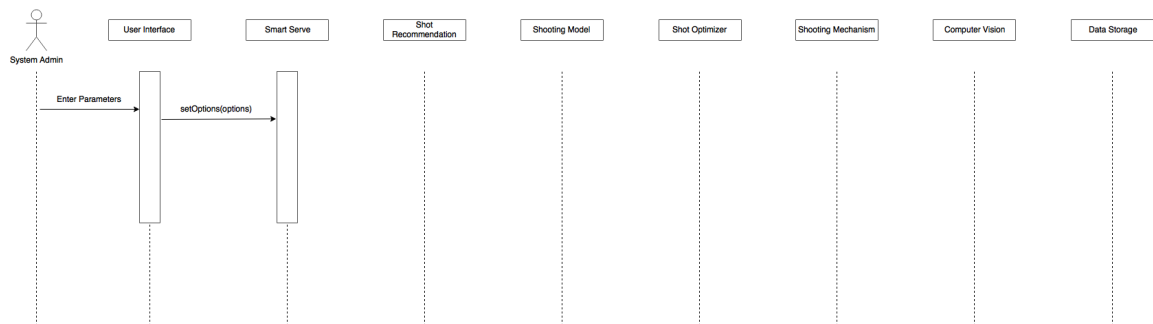 User Interface
Smart Serve
Shot
Recommendation
Shooting Model
Shot Optimizer
Shooting Mechanism
Computer Vision
Data Storage
System Admin
Enter Parameters
setOptions(options)